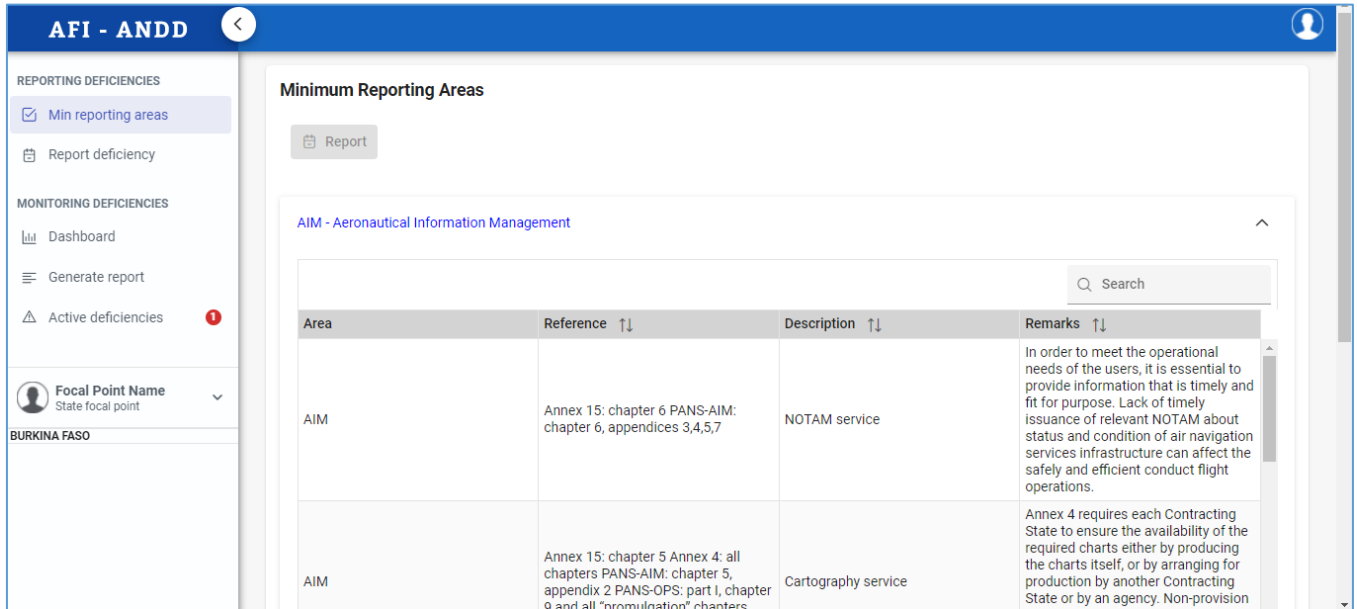 AFI - ANDD
REPORTING DEFICIENCIES
Min reporting areas
Report deficiency
MONITORING DEFICIENCIES
Dashboard
Generate report
Active deficiencies 1
Focal Point Name
State focal point
BURKINA FASO
Minimum Reporting Areas
Report
AIM - Aeronautical Information Management
Search
Area Reference Description Remarks
AIM
Annex 15: chapter 6 PANS-AIM:
chapter 6, appendices 3,4,5,7
NOTAM service
In order to meet the operational
needs of the users, it is essential to
provide information that is timely and
fit for purpose. Lack of timely
issuance of relevant NOTAM about
status and condition of air navigation
services infrastructure can affect the
safely and efficient conduct flight
operations.
AIM
Annex 15: chapter 5 Annex 4: all
chapters PANS-AIM: chapter 5,
appendix 2 PANS-OPS: part I, chapter
9 and all "promulgation" chapters
Cartography service
Annex 4 requires each Contracting
State to ensure the availability of the
required charts either by producing
the charts itself, or by arranging for
production by another Contracting
State or by an agency. Non-provision